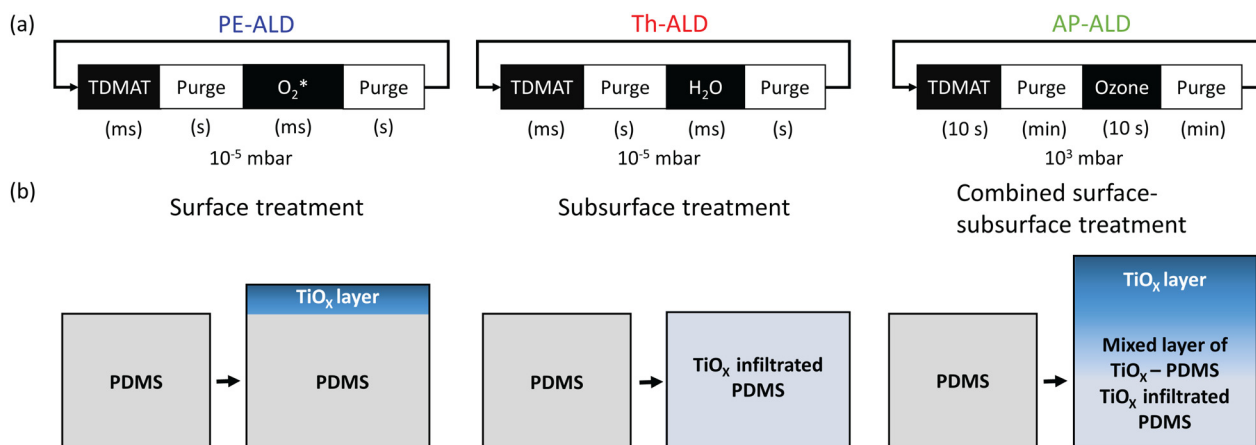 (a)
PE-ALD
TDMAT Purge O₂* Purge
(ms) (s) (ms) (s)
10⁻⁵ mbar
Th-ALD
TDMAT Purge H₂O Purge
(ms) (s) (ms) (s)
10⁻⁵ mbar
AP-ALD
TDMAT Purge Ozone Purge
(10 s) (min) (10 s) (min)
10³ mbar
(b)
Surface treatment
PDMS
TiOₓ layer
PDMS
Subsurface treatment
PDMS
TiOₓ infiltrated
PDMS
Combined surface-
subsurface treatment
PDMS
TiOₓ layer
Mixed layer of
TiOₓ – PDMS
TiOₓ infiltrated
PDMS